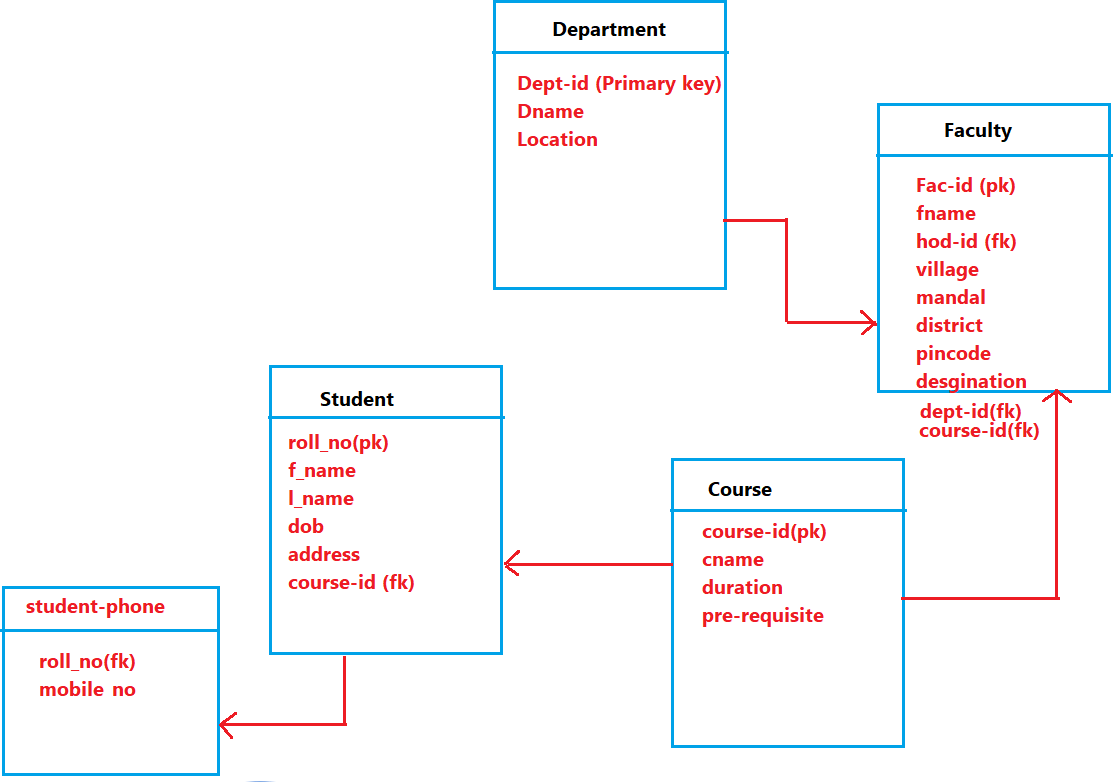 Department
Dept-id (Primary key)
Dname
Location
Faculty
Fac-id (pk)
fname
hod-id (fk)
village
mandal
district
pincode
desgination
dept-id(fk)
course-id(fk)
Student
roll_no(pk)
f_name
l_name
dob
address
course-id (fk)
Course
course-id(pk)
cname
duration
pre-requisite
student-phone
roll_no(fk)
mobile no